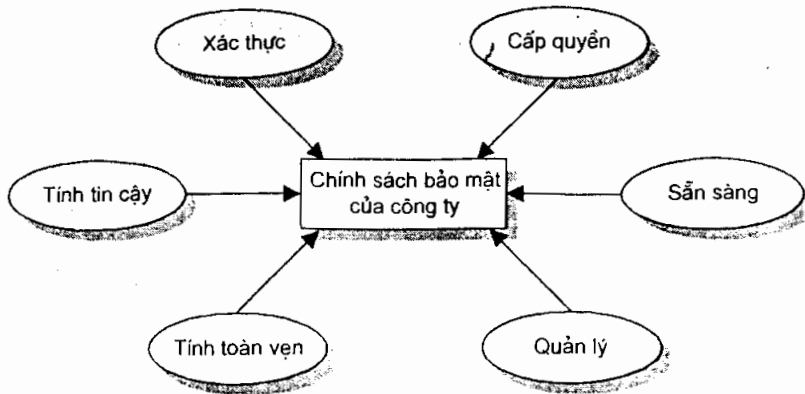 Xác thực
Cấp quyền
Tính tin cậy
Chính sách bảo mật
của công ty
Sẵn sàng
Tính toàn vẹn
Quản lý